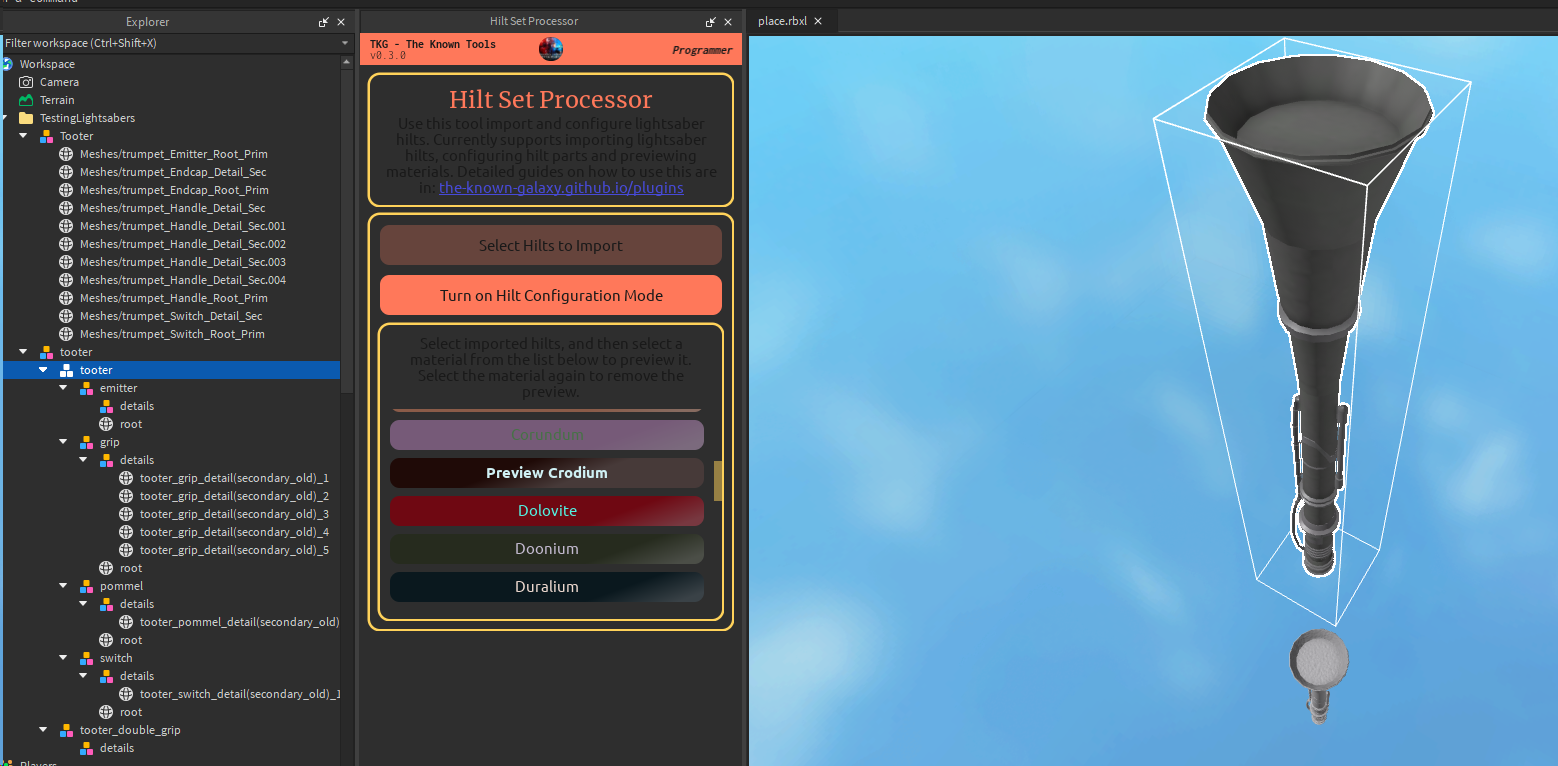 Explorer
Filter workspace (Ctrl+Shift+X)
Workspace
Camera
Terrain
TestingLightsabers
Tooter
Meshes/trumpet_Emitter_Root_Prim
Meshes/trumpet_Endcap_Detail_Sec
Meshes/trumpet_Endcap_Root_Prim
Meshes/trumpet_Handle_Detail_Sec
Meshes/trumpet_Handle_Detail_Sec.001
Meshes/trumpet_Handle_Detail_Sec.002
Meshes/trumpet_Handle_Detail_Sec.003
Meshes/trumpet_Handle_Detail_Sec.004
Meshes/trumpet_Handle_Root_Prim
Meshes/trumpet_Switch_Detail_Sec
Meshes/trumpet_Switch_Root_Prim
tooter
tooter
emitter
details
root
grip
details
tooter_grip_detail(secondary_old)_1
tooter_grip_detail(secondary_old)_2
tooter_grip_detail(secondary_old)_3
tooter_grip_detail(secondary_old)_4
tooter_grip_detail(secondary_old)_5
root
pommel
details
tooter_pommel_detail(secondary_old)
root
switch
details
tooter_switch_detail(secondary_old)_1
root
tooter_double_grip
details
Players
Hilt Set Processor
TKG - The Known Tools
v0.3.0
Programmer
Hilt Set Processor
Use this tool import and configure lightsaber
hilts. Currently supports importing lightsaber
hilts, configuring hilt parts and previewing
materials. Detailed guides on how to use this are
in: the-known-galaxy.github.io/plugins
Select Hilts to Import
Turn on Hilt Configuration Mode
Select imported hilts, and then select a
material from the list below to preview it.
Select the material again to remove the
preview.
Corundum
Preview Crodium
Dolovite
Doonium
Duralium
place.rbxl